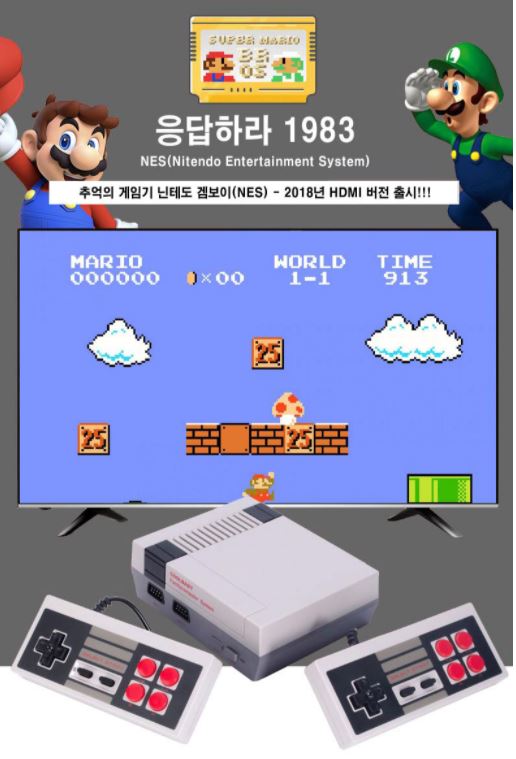 SUPER MARIO
응답하라 1983
NES(Nitendo Entertainment System)
추억의 게임기 닌테도 겜보이(NES) - 2018년 HDMI 버전 출시!!!
MARIO WORLD TIME
000000 ×00 1-1 913
25
25 25